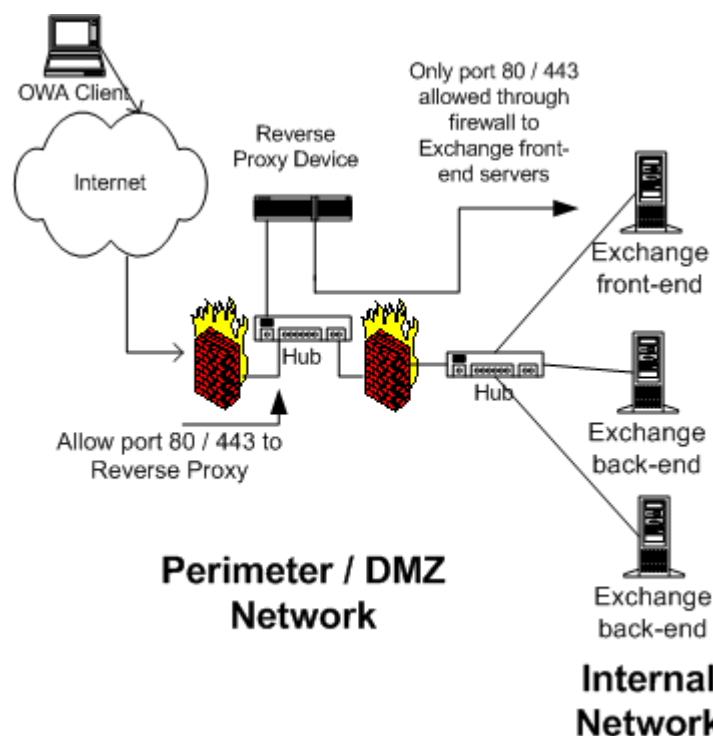 OWA Client
Internet
Reverse
Proxy Device
Only port 80 / 443
allowed through
firewall to
Exchange front-
end servers
Exchange
front-end
Hub
Hub
Allow port 80 / 443 to
Reverse Proxy
Exchange
back-end
Perimeter / DMZ
Network
Exchange
back-end
Internal
Network